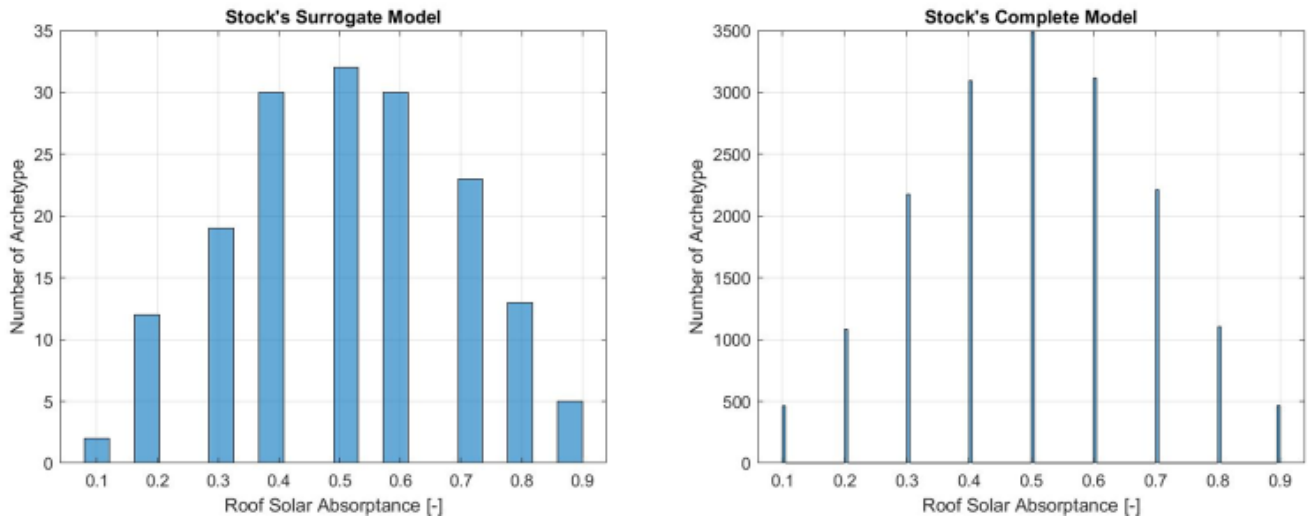 Stock's Surrogate Model
35
30
25
20
15
10
5
0
Number of Archetype
0.1 0.2 0.3 0.4 0.5 0.6 0.7 0.8 0.9
Roof Solar Absorptance [-]
Stock's Complete Model
3500
3000
2500
2000
1500
1000
500
0
Number of Archetype
0.1 0.2 0.3 0.4 0.5 0.6 0.7 0.8 0.9
Roof Solar Absorptance [-]